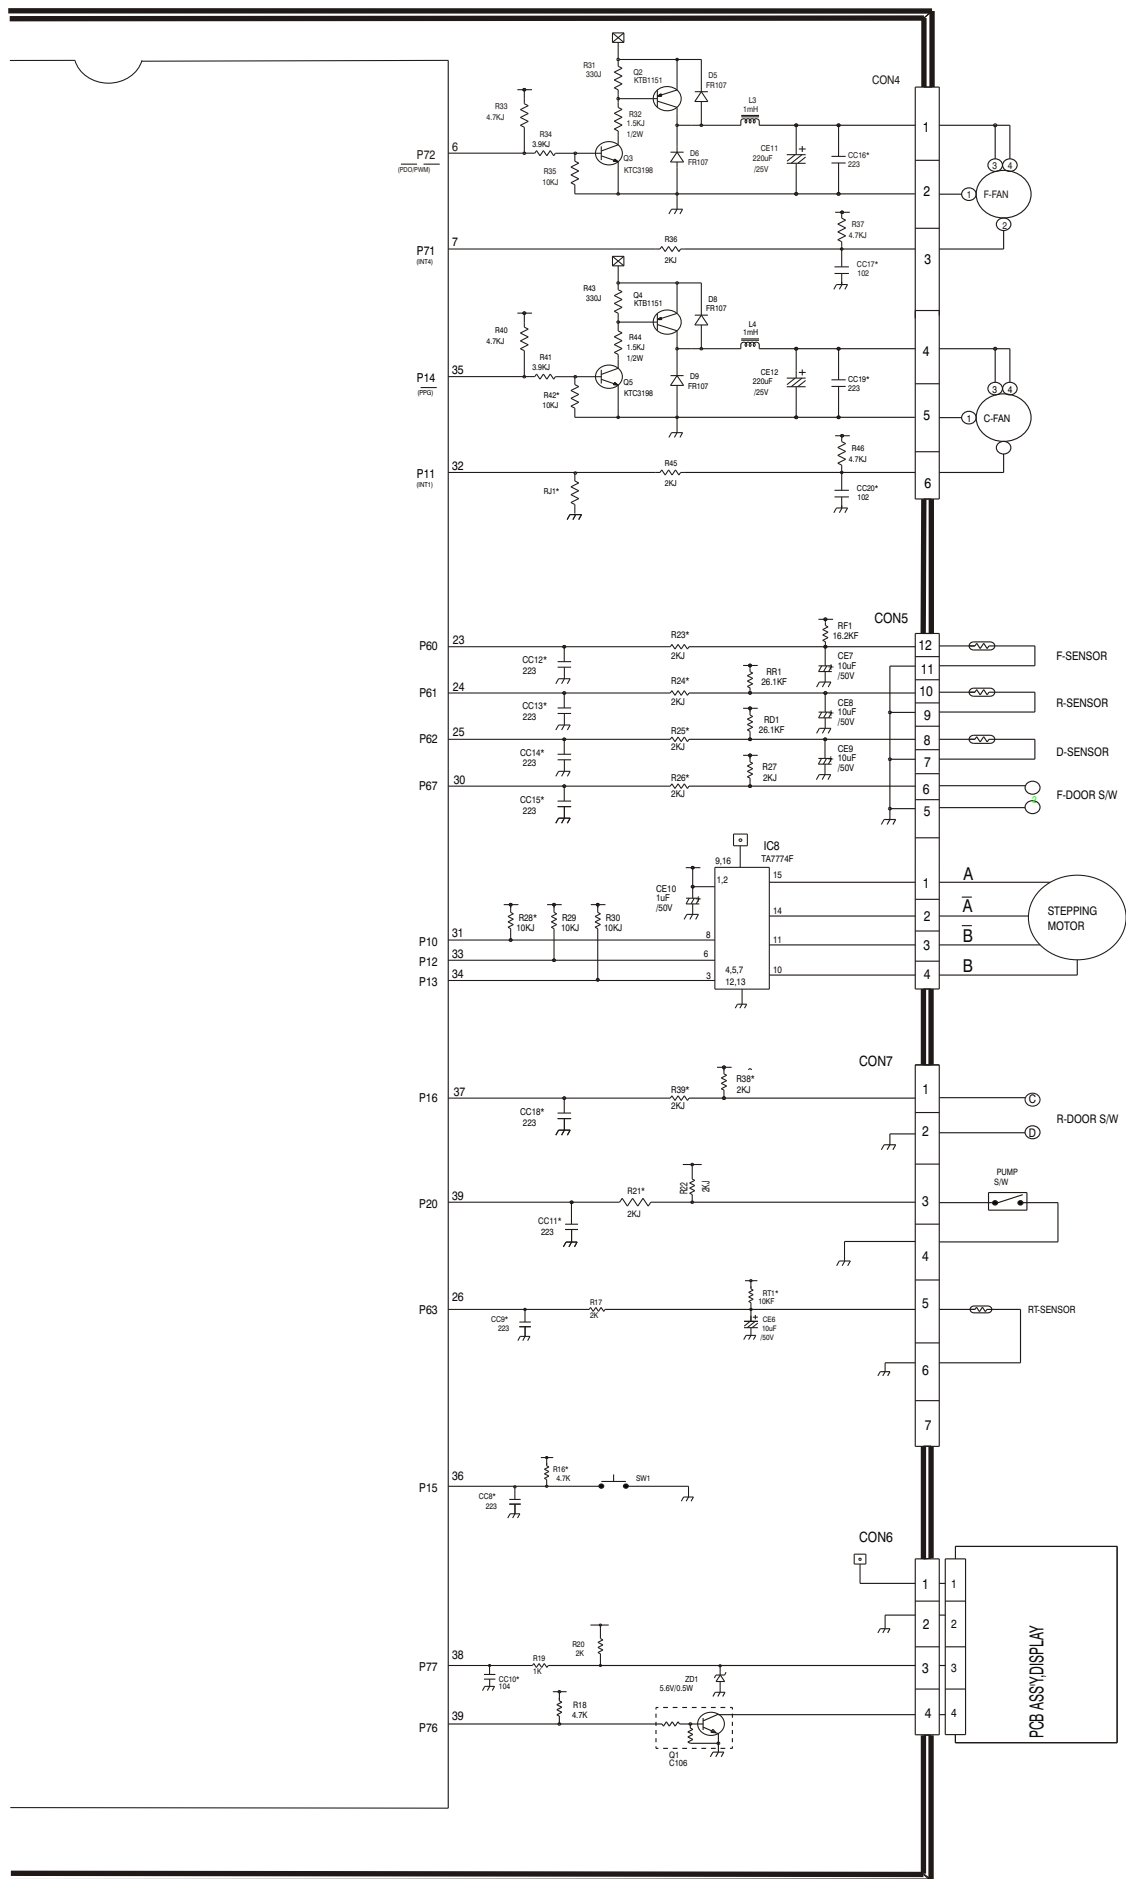 CON4
R31
330J
Q2
KTB1151
D5
FR107
L3
1mH
R33
4.7KJ
R32
1.5KJ
1/2W
R34
3.9KJ
1
3 4
P72
6
(PDO/PWM)
Q3
KTC3198
R35
10KJ
D6
FR107
CE11
220uF
/25V
CC16*
223
2
1
F-FAN
2
R37
4.7KJ
P71
7
(INT4)
R36
2KJ
3
CC17*
102
R43
330J
Q4
KTB1151
D8
FR107
L4
1mH
R40
4.7KJ
R44
1.5KJ
1/2W
R41
3.9KJ
4
3 4
P14
35
(PPG)
Q5
KTC3198
R42*
10KJ
D9
FR107
CE12
220uF
/25V
CC19*
223
5
1
C-FAN
R46
4.7KJ
P11
32
(INT1)
R45
2KJ
6
RJ1*
CC20*
102
CON5
RF1
16.2KF
P60
23
R23*
2KJ
12
F-SENSOR
CC12*
223
CE7
10uF
/50V
11
RR1
26.1KF
P61
24
R24*
2KJ
10
R-SENSOR
CC13*
223
CE8
10uF
/50V
9
RD1
26.1KF
P62
25
R25*
2KJ
8
D-SENSOR
CC14*
223
CE9
10uF
/50V
7
R27
2KJ
P67
30
R26*
2KJ
6
F-DOOR S/W
CC15*
223
5
IC8
TA7774F
9,16
1,2
15
1
A
CE10
1uF
/50V
14
2
A̅
STEPPING
MOTOR
R28*
10KJ
R29
10KJ
R30
10KJ
P10
31
8
11
3
B̅
P12
33
6
P13
34
3
4,5,7
12,13
10
4
B
CON7
R38*
2KJ
P16
37
R39*
2KJ
1
C
CC18*
223
2
D
R-DOOR S/W
PUMP
S/W
R22
2KJ
P20
39
R21*
2KJ
3
CC11*
223
4
RT1*
10KF
P63
26
R17
2K
5
RT-SENSOR
CC9*
223
CE6
10uF
/50V
6
7
P15
36
R16*
4.7K
SW1
CC8*
223
CON6
1
1
2
2
R20
2K
P77
38
R19
1K
3
3
CC10*
104
ZD1
5.6V/0.5W
R18
4.7K
P76
39
4
4
Q1
C106
PCB ASS'Y,DISPLAY